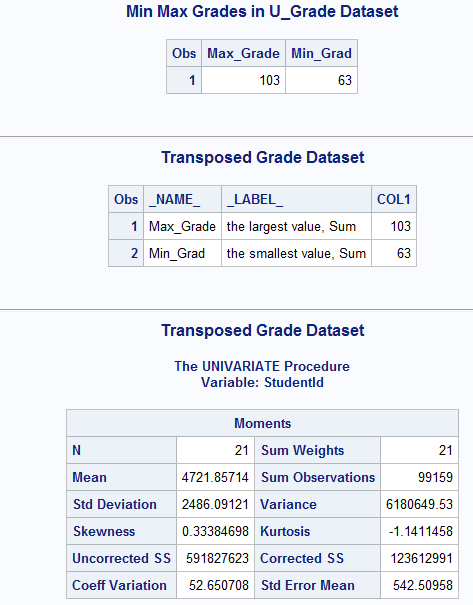 Min Max Grades in U_Grade Dataset
Obs Max_Grade Min_Grad
1 103 63
Transposed Grade Dataset
Obs _NAME_ _LABEL_ COL1
1 Max_Grade the largest value, Sum 103
2 Min_Grad the smallest value, Sum 63
Transposed Grade Dataset
The UNIVARIATE Procedure
Variable: StudentId
Moments
N 21 Sum Weights 21
Mean 4721.85714 Sum Observations 99159
Std Deviation 2486.09121 Variance 6180649.53
Skewness 0.33384698 Kurtosis -1.1411458
Uncorrected SS 591827623 Corrected SS 123612991
Coeff Variation 52.650708 Std Error Mean 542.50958